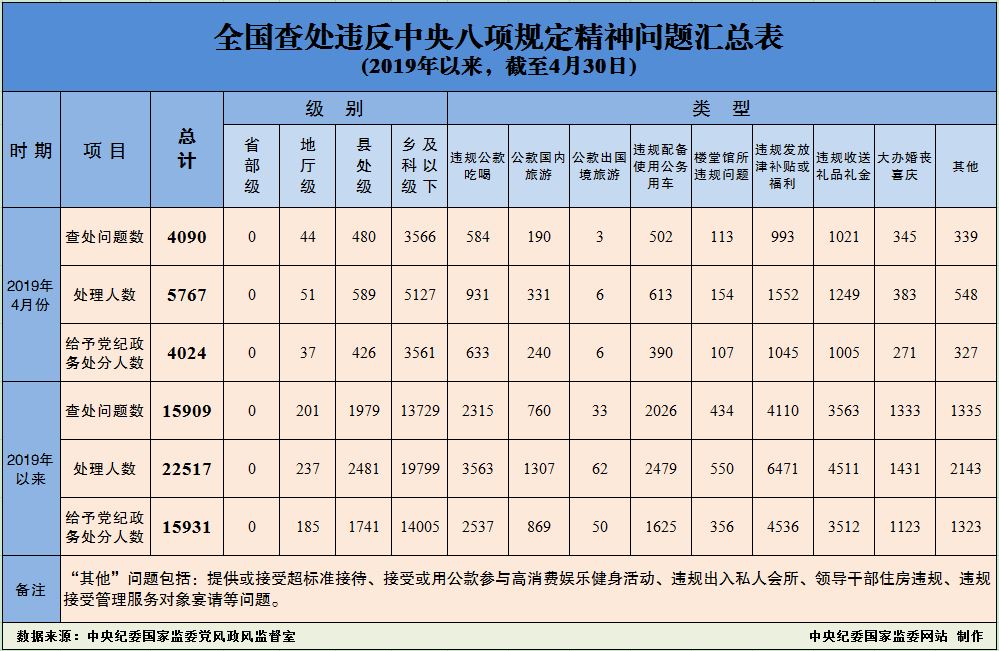 全国查处违反中央八项规定精神问题汇总表
(2019年以来，截至4月30日)
时期 项目 总计 级别 类型
省部级 地厅级 县处级 乡科级及以下 违规公款吃喝 公款国内旅游 公款出国境旅游 违规配备使用公务用车 楼堂馆所违规问题 违规发放津补贴或福利 违规收送礼品礼金 大办婚丧喜庆 其他
2019年4月份
查处问题数 4090 0 44 480 3566 584 190 3 502 113 993 1021 345 339
处理人数 5767 0 51 589 5127 931 331 6 613 154 1552 1249 383 548
给予党纪政务处分人数 4024 0 37 426 3561 633 240 6 390 107 1045 1005 271 327
2019年以来
查处问题数 15909 0 201 1979 13729 2315 760 33 2026 434 4110 3563 1333 1335
处理人数 22517 0 237 2481 19799 3563 1307 62 2479 550 6471 4511 1431 2143
给予党纪政务处分人数 15931 0 185 1741 14005 2537 869 50 1625 356 4536 3512 1123 1323
备注 “其他”问题包括：提供或接受超标准接待、接受或用公款参与高消费娱乐健身活动、违规出入私人会所、领导干部住房违规、违规
接受管理服务对象宴请等问题。
数据来源：中央纪委国家监委党风政风监督室 中央纪委国家监委网站 制作